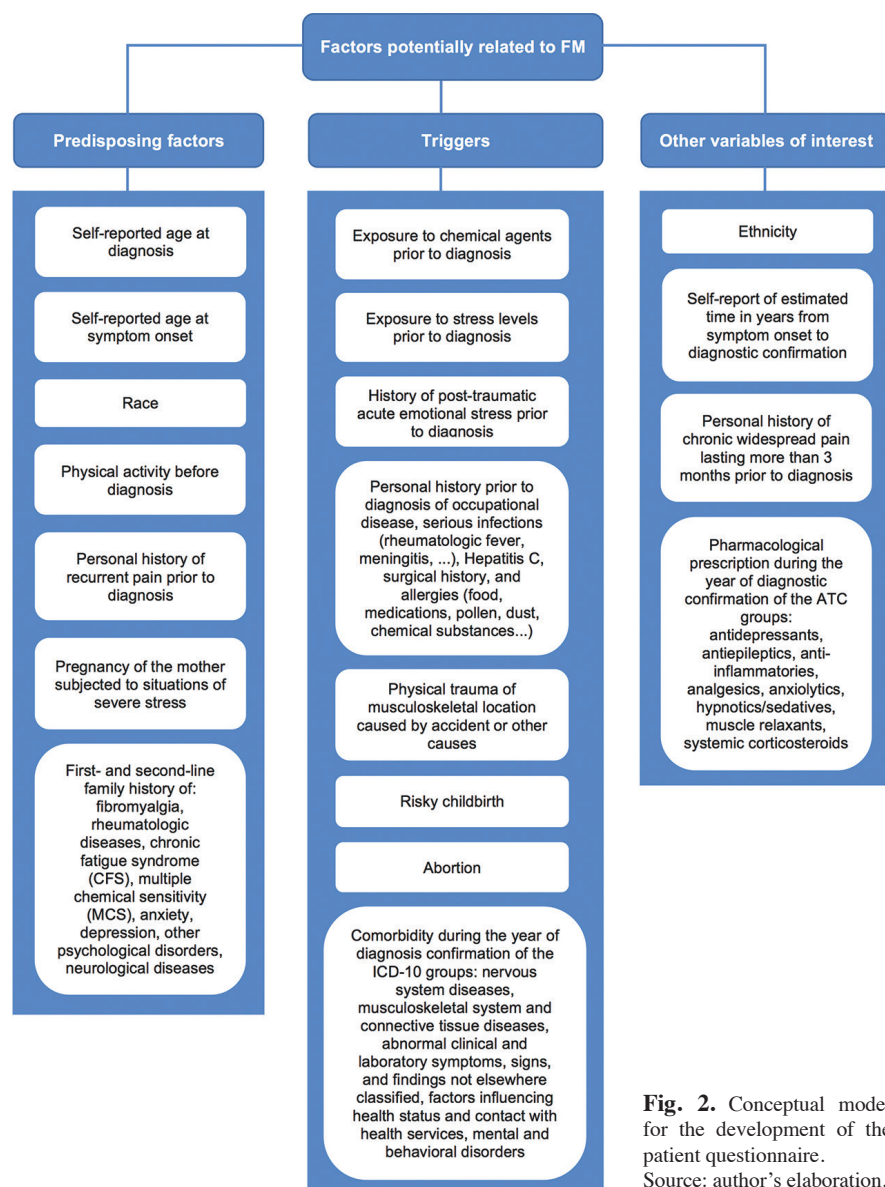 Factors potentially related to FM
Predisposing factors
Self-reported age at
diagnosis
Self-reported age at
symptom onset
Race
Physical activity before
diagnosis
Personal history of
recurrent pain prior to
diagnosis
Pregnancy of the mother
subjected to situations of
severe stress
First- and second-line
family history of:
fibromyalgia,
rheumatologic
diseases, chronic
fatigue syndrome
(CFS), multiple
chemical sensitivity
(MCS), anxiety,
depression, other
psychological disorders,
neurological diseases
Triggers
Exposure to chemical agents
prior to diagnosis
Exposure to stress levels
prior to diagnosis
History of post-traumatic
acute emotional stress prior
to diagnosis
Personal history prior to
diagnosis of occupational
disease, serious infections
(rheumatologic fever,
meningitis, ...), Hepatitis C,
surgical history, and
allergies (food,
medications, pollen, dust,
chemical substances...)
Physical trauma of
musculoskeletal location
caused by accident or other
causes
Risky childbirth
Abortion
Comorbidity during the year of
diagnosis confirmation of the
ICD-10 groups: nervous
system diseases,
musculoskeletal system and
connective tissue diseases,
abnormal clinical and
laboratory symptoms, signs,
and findings not elsewhere
classified, factors influencing
health status and contact with
health services, mental and
behavioral disorders
Other variables of interest
Ethnicity
Self-report of estimated
time in years from
symptom onset to
diagnostic confirmation
Personal history of
chronic widespread pain
lasting more than 3
months prior to diagnosis
Pharmacological
prescription during the
year of diagnostic
confirmation of the ATC
groups:
antidepressants,
antiepileptics, anti-
inflammatories,
analgesics, anxiolytics,
hypnotics/sedatives,
muscle relaxants,
systemic corticosteroids
Fig. 2. Conceptual mode
for the development of the
patient questionnaire.
Source: author's elaboration.